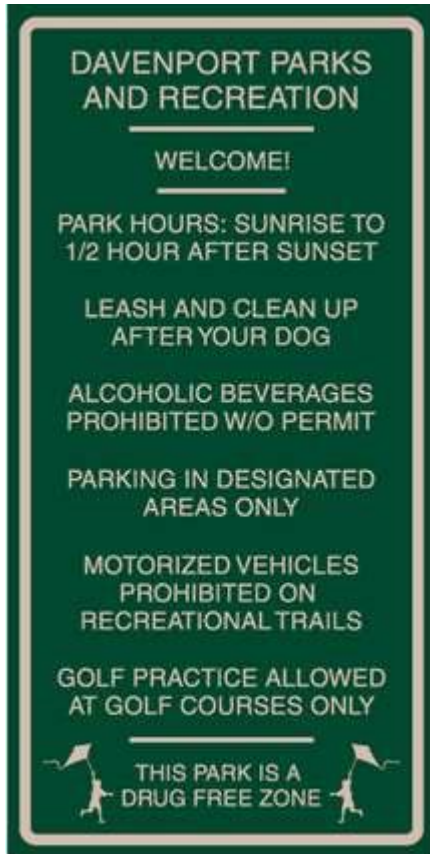 DAVENPORT PARKS
AND RECREATION
WELCOME!
PARK HOURS: SUNRISE TO
1/2 HOUR AFTER SUNSET
LEASH AND CLEAN UP
AFTER YOUR DOG
ALCOHOLIC BEVERAGES
PROHIBITED W/O PERMIT
PARKING IN DESIGNATED
AREAS ONLY
MOTORIZED VEHICLES
PROHIBITED ON
RECREATIONAL TRAILS
GOLF PRACTICE ALLOWED
AT GOLF COURSES ONLY
THIS PARK IS A
DRUG FREE ZONE